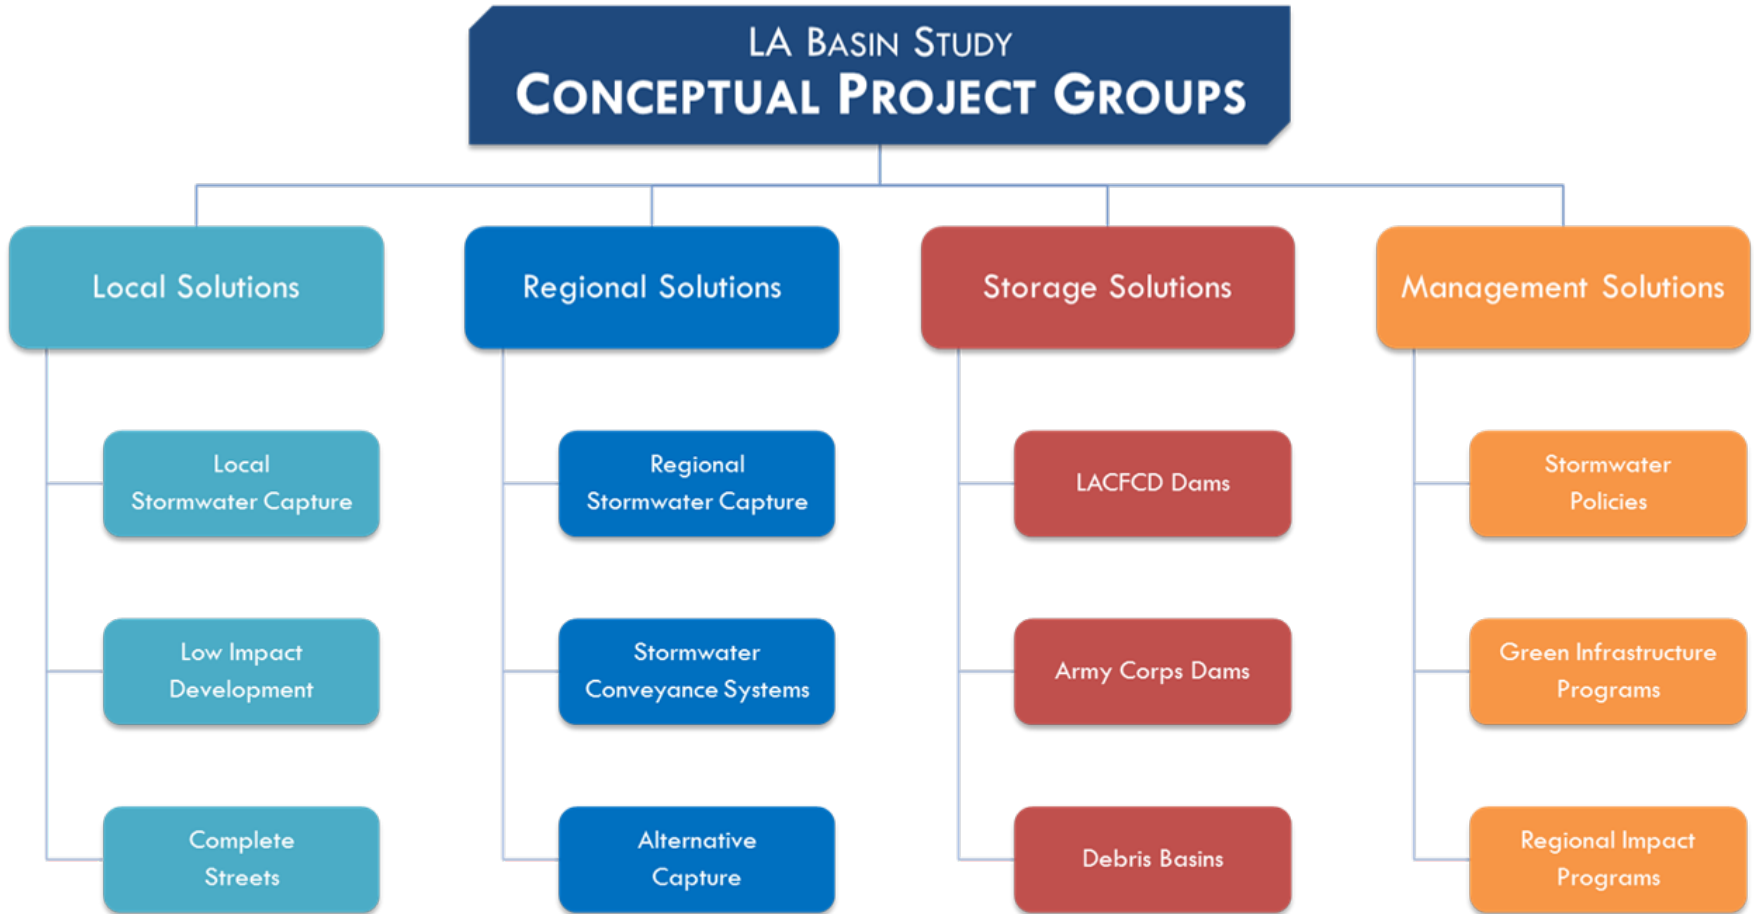 LA BASIN STUDY
CONCEPTUAL PROJECT GROUPS
Local Solutions
Regional Solutions
Storage Solutions
Management Solutions
Local
Stormwater Capture
Low Impact
Development
Complete
Streets
Regional
Stormwater Capture
Stormwater
Conveyance Systems
Alternative
Capture
LACFCD Dams
Army Corps Dams
Debris Basins
Stormwater
Policies
Green Infrastructure
Programs
Regional Impact
Programs